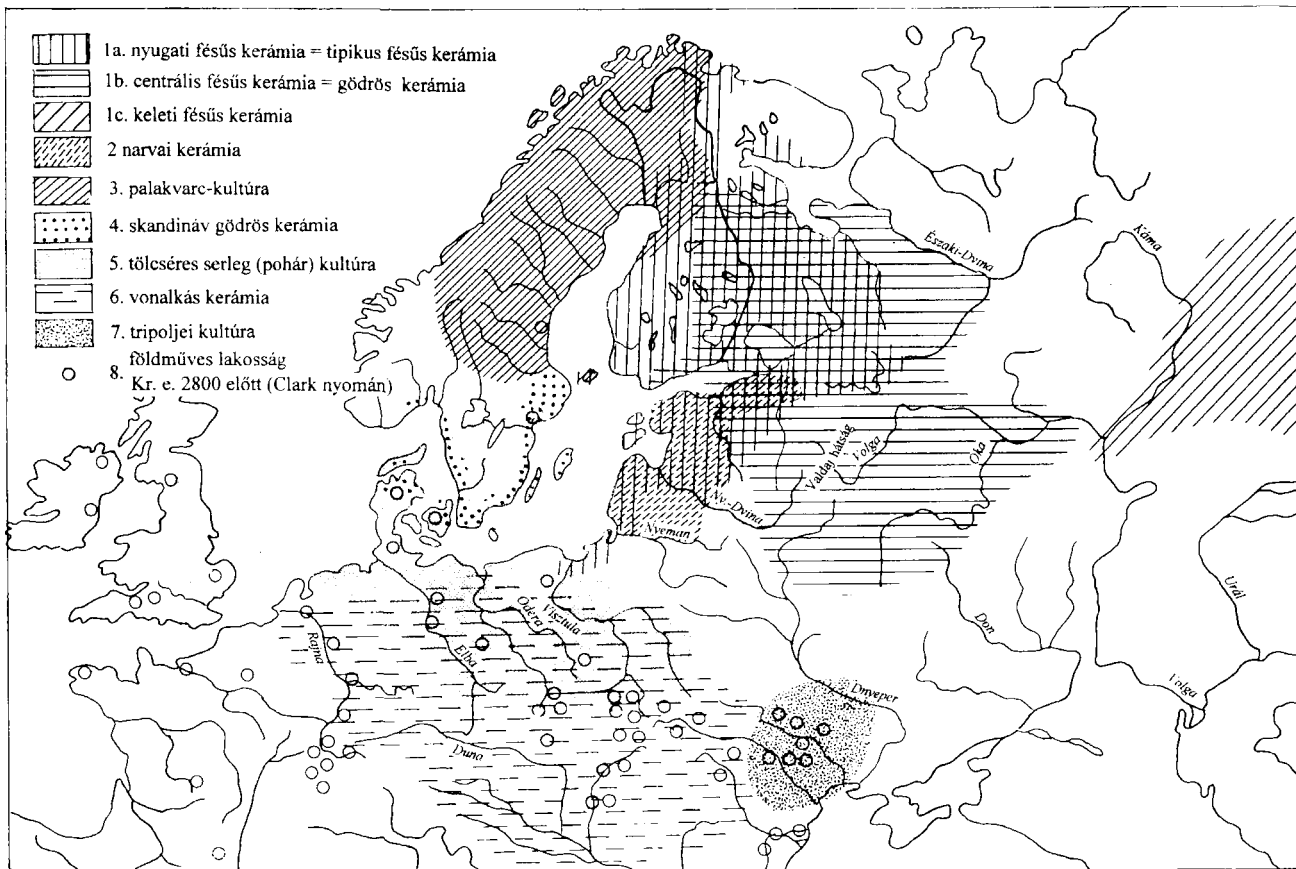 1a. nyugati fésűs kerámia = tipikus fésűs kerámia
1b. centrális fésűs kerámia = gödrös kerámia
1c. keleti fésűs kerámia
2 narvai kerámia
3. palakvarc-kultúra
4. skandináv gödrös kerámia
5. tölcséres serleg (pohár) kultúra
6. vonalkás kerámia
7. tripoljei kultúra
földműves lakosság
8. Kr. e. 2800 előtt (Clark nyomán)
Északi-Dvina
Káma
Valdaj hátság
Volga
Oka
Ny-Dvina
Nyeman
Urál
Don
Volga
Rajna
Elba
Odera
Visztula
Dnyeper
Duna